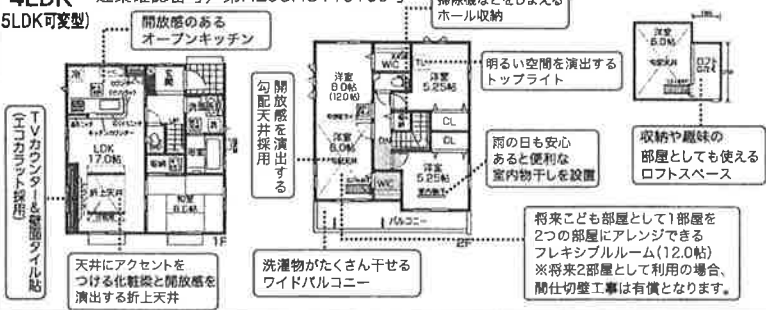 4LDK
5LDK可変型)
開放感のある
オープンキッチン
ホール収納
明るい空間を演出する
トップライト
雨の日も安心
あると便利な
室内物干しを設置
収納や趣味の
部屋としても使える
ロフトスペース
開放感を演出する
勾配天井採用
TVカウンター&壁面タイル貼
(エコカラット採用)
天井にアクセントを
つける化粧梁と開放感を
演出する折上天井
洗濯物がたくさん干せる
ワイドバルコニー
将来こども部屋として1部屋を
2つの部屋にアレンジできる
フレキシブルルーム(12.0帖)
※将来2部屋として利用の場合、
間仕切壁工事は有償となります。
冷
LDK
17.0帖
折上天井
和室
6.0帖
1F
洋室
6.0帖
(12.0帖)
洋室
6.0帖
WIC
洋室
5.25帖
CL
CL
洋室
5.25帖
WIC
バルコニー
2F
洋室
6.0帖
ロフト